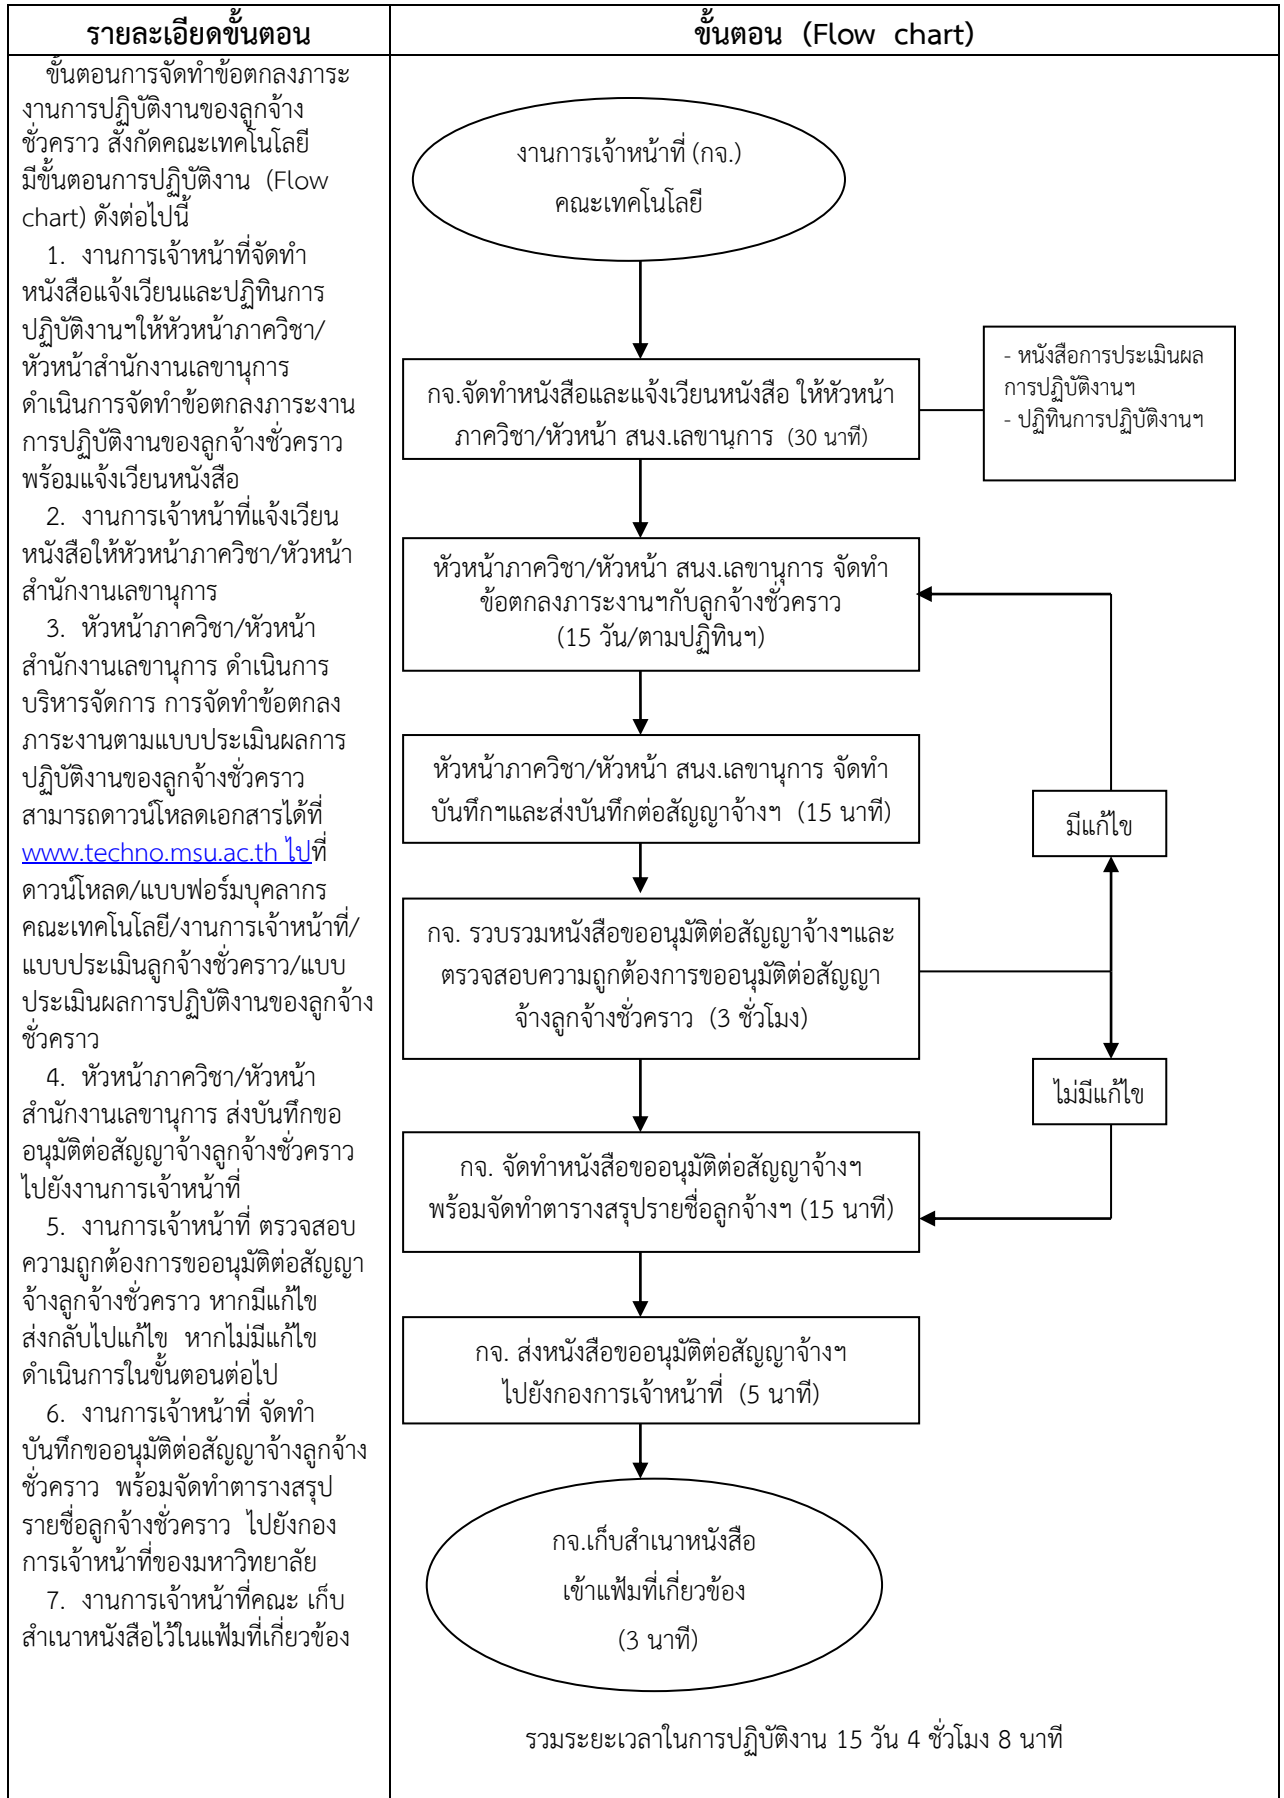 รายละเอียดขั้นตอน
ขั้นตอน (Flow chart)
ขั้นตอนการจัดทำข้อตกลงภาระ
งานการปฏิบัติงานของลูกจ้าง
ชั่วคราว สังกัดคณะเทคโนโลยี
มีขั้นตอนการปฏิบัติงาน (Flow
chart) ดังต่อไปนี้
1. งานการเจ้าหน้าที่จัดทำ
หนังสือแจ้งเวียนและปฏิทินการ
ปฏิบัติงานฯให้หัวหน้าภาควิชา/
หัวหน้าสำนักงานเลขานุการ
ดำเนินการจัดทำข้อตกลงภาระงาน
การปฏิบัติงานของลูกจ้างชั่วคราว
พร้อมแจ้งเวียนหนังสือ
2. งานการเจ้าหน้าที่แจ้งเวียน
หนังสือให้หัวหน้าภาควิชา/หัวหน้า
สำนักงานเลขานุการ
3. หัวหน้าภาควิชา/หัวหน้า
สำนักงานเลขานุการ ดำเนินการ
บริหารจัดการ การจัดทำข้อตกลง
ภาระงานตามแบบประเมินผลการ
ปฏิบัติงานของลูกจ้างชั่วคราว
สามารถดาวน์โหลดเอกสารได้ที่
www.techno.msu.ac.th ไปที่
ดาวน์โหลด/แบบฟอร์มบุคลากร
คณะเทคโนโลยี/งานการเจ้าหน้าที่/
แบบประเมินลูกจ้างชั่วคราว/แบบ
ประเมินผลการปฏิบัติงานของลูกจ้าง
ชั่วคราว
4. หัวหน้าภาควิชา/หัวหน้า
สำนักงานเลขานุการ ส่งบันทึกขอ
อนุมัติต่อสัญญาจ้างลูกจ้างชั่วคราว
ไปยังงานการเจ้าหน้าที่
5. งานการเจ้าหน้าที่ ตรวจสอบ
ความถูกต้องการขออนุมัติต่อสัญญา
จ้างลูกจ้างชั่วคราว หากมีแก้ไข
ส่งกลับไปแก้ไข หากไม่มีแก้ไข
ดำเนินการในขั้นตอนต่อไป
6. งานการเจ้าหน้าที่ จัดทำ
บันทึกขออนุมัติต่อสัญญาจ้างลูกจ้าง
ชั่วคราว พร้อมจัดทำตารางสรุป
รายชื่อลูกจ้างชั่วคราว ไปยังกอง
การเจ้าหน้าที่ของมหาวิทยาลัย
7. งานการเจ้าหน้าที่คณะ เก็บ
สำเนาหนังสือไว้ในแฟ้มที่เกี่ยวข้อง
งานการเจ้าหน้าที่ (กจ.)
คณะเทคโนโลยี
กจ.จัดทำหนังสือและแจ้งเวียนหนังสือ ให้หัวหน้า
ภาควิชา/หัวหน้า สนง.เลขานุการ (30 นาที)
- หนังสือการประเมินผล
การปฏิบัติงานฯ
- ปฏิทินการปฏิบัติงานฯ
หัวหน้าภาควิชา/หัวหน้า สนง.เลขานุการ จัดทำ
ข้อตกลงภาระงานฯกับลูกจ้างชั่วคราว
(15 วัน/ตามปฏิทินฯ)
หัวหน้าภาควิชา/หัวหน้า สนง.เลขานุการ จัดทำ
บันทึกฯและส่งบันทึกต่อสัญญาจ้างฯ (15 นาที)
มีแก้ไข
กจ. รวบรวมหนังสือขออนุมัติต่อสัญญาจ้างฯและ
ตรวจสอบความถูกต้องการขออนุมัติต่อสัญญา
จ้างลูกจ้างชั่วคราว (3 ชั่วโมง)
ไม่มีแก้ไข
กจ. จัดทำหนังสือขออนุมัติต่อสัญญาจ้างฯ
พร้อมจัดทำตารางสรุปรายชื่อลูกจ้างฯ (15 นาที)
กจ. ส่งหนังสือขออนุมัติต่อสัญญาจ้างฯ
ไปยังกองการเจ้าหน้าที่ (5 นาที)
กจ.เก็บสำเนาหนังสือ
เข้าแฟ้มที่เกี่ยวข้อง
(3 นาที)
รวมระยะเวลาในการปฏิบัติงาน 15 วัน 4 ชั่วโมง 8 นาที